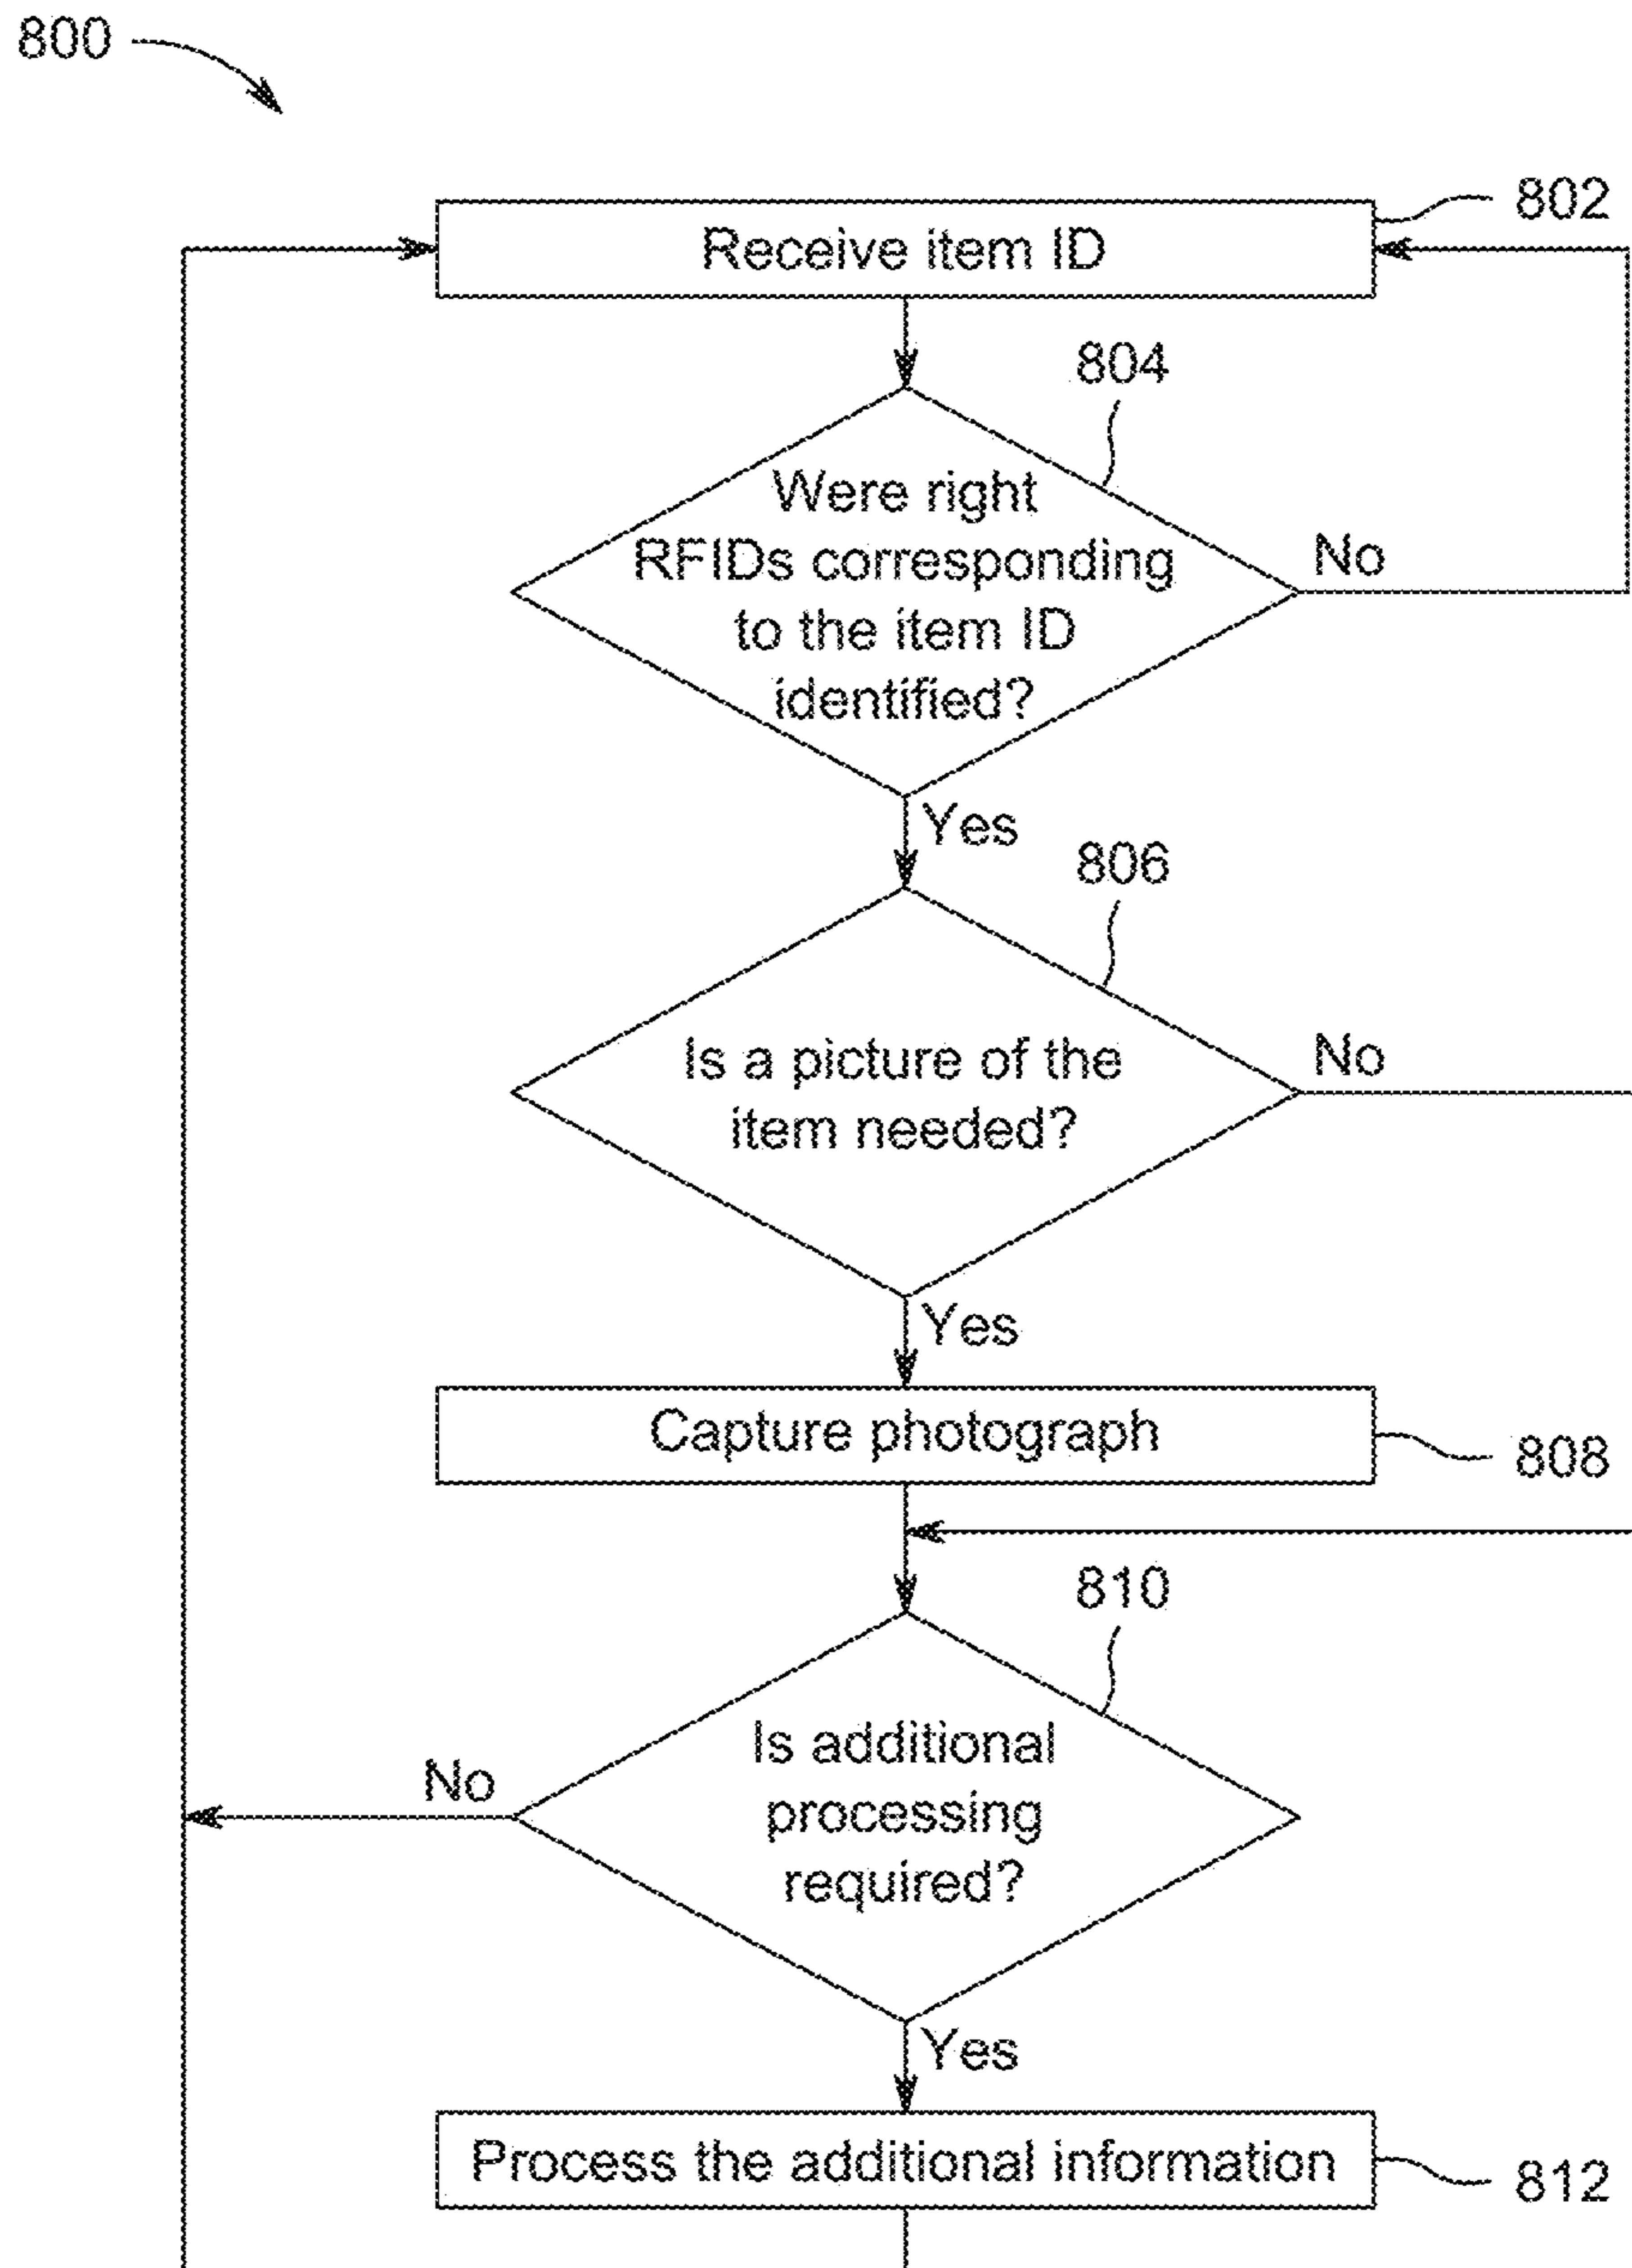 800
802
Receive item ID
804
Were right
RFIDs corresponding
to the item ID
identified?
No
Yes
806
Is a picture of the
item needed?
No
Yes
Capture photograph
808
810
Is additional
processing
required?
No
Yes
Process the additional information
812